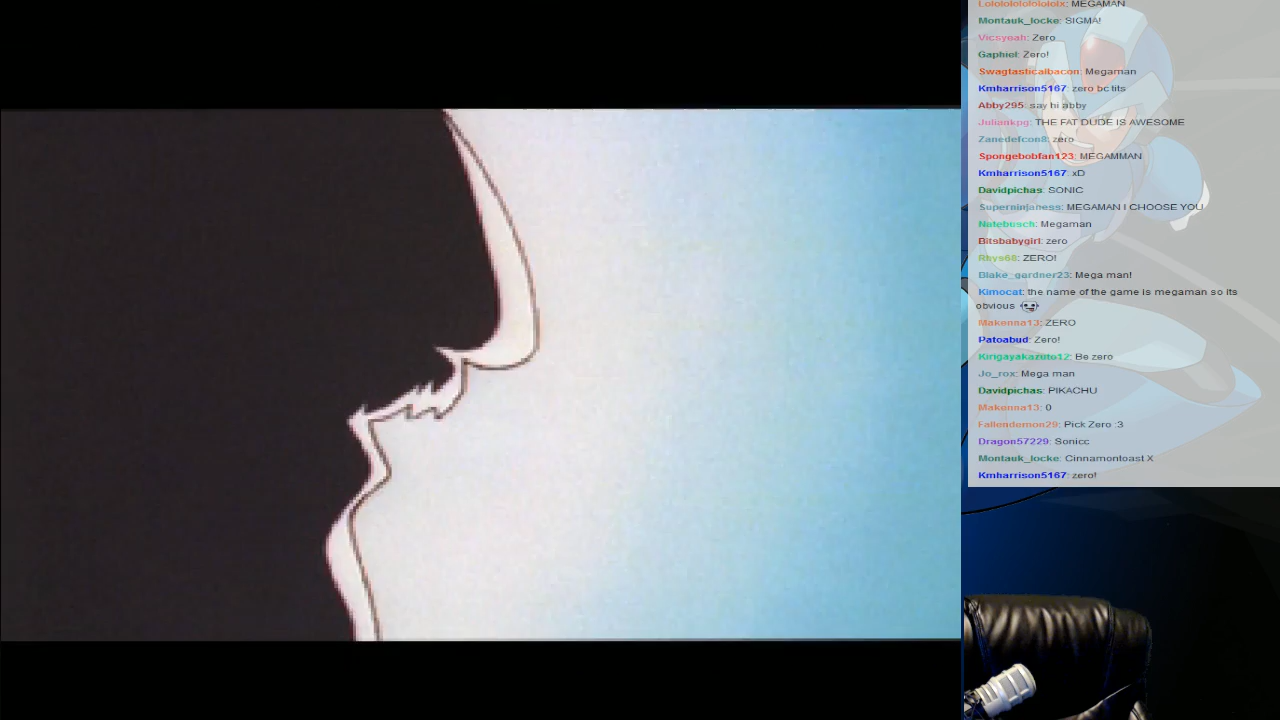 Lolololololololx: MEGAMAN
Montauk_locke: SIGMA!
Vicsyeah: Zero
Gaphiel: Zero!
Swagtasticalbacon: Megaman
Kmharrison5167: zero bc tits
Abby295: say hi abby
Juliankpg: THE FAT DUDE IS AWESOME
Zanedefcon8: zero
Spongebobfan123: MEGAMMAN
Kmharrison5167: xD
Davidpichas: SONIC
Superninjaness: MEGAMAN I CHOOSE YOU
Natebusch: Megaman
Bitsbabygirl: zero
Rhys68: ZERO!
Blake_gardner23: Mega man!
Kimocat: the name of the game is megaman so its
obvious
Makenna13: ZERO
Patoabud: Zero!
Kirigayakazuto12: Be zero
Jo_rox: Mega man
Davidpichas: PIKACHU
Makenna13: 0
Fallendemon29: Pick Zero :3
Dragon57229: Sonicc
Montauk_locke: Cinnamontoast X
Kmharrison5167: zero!